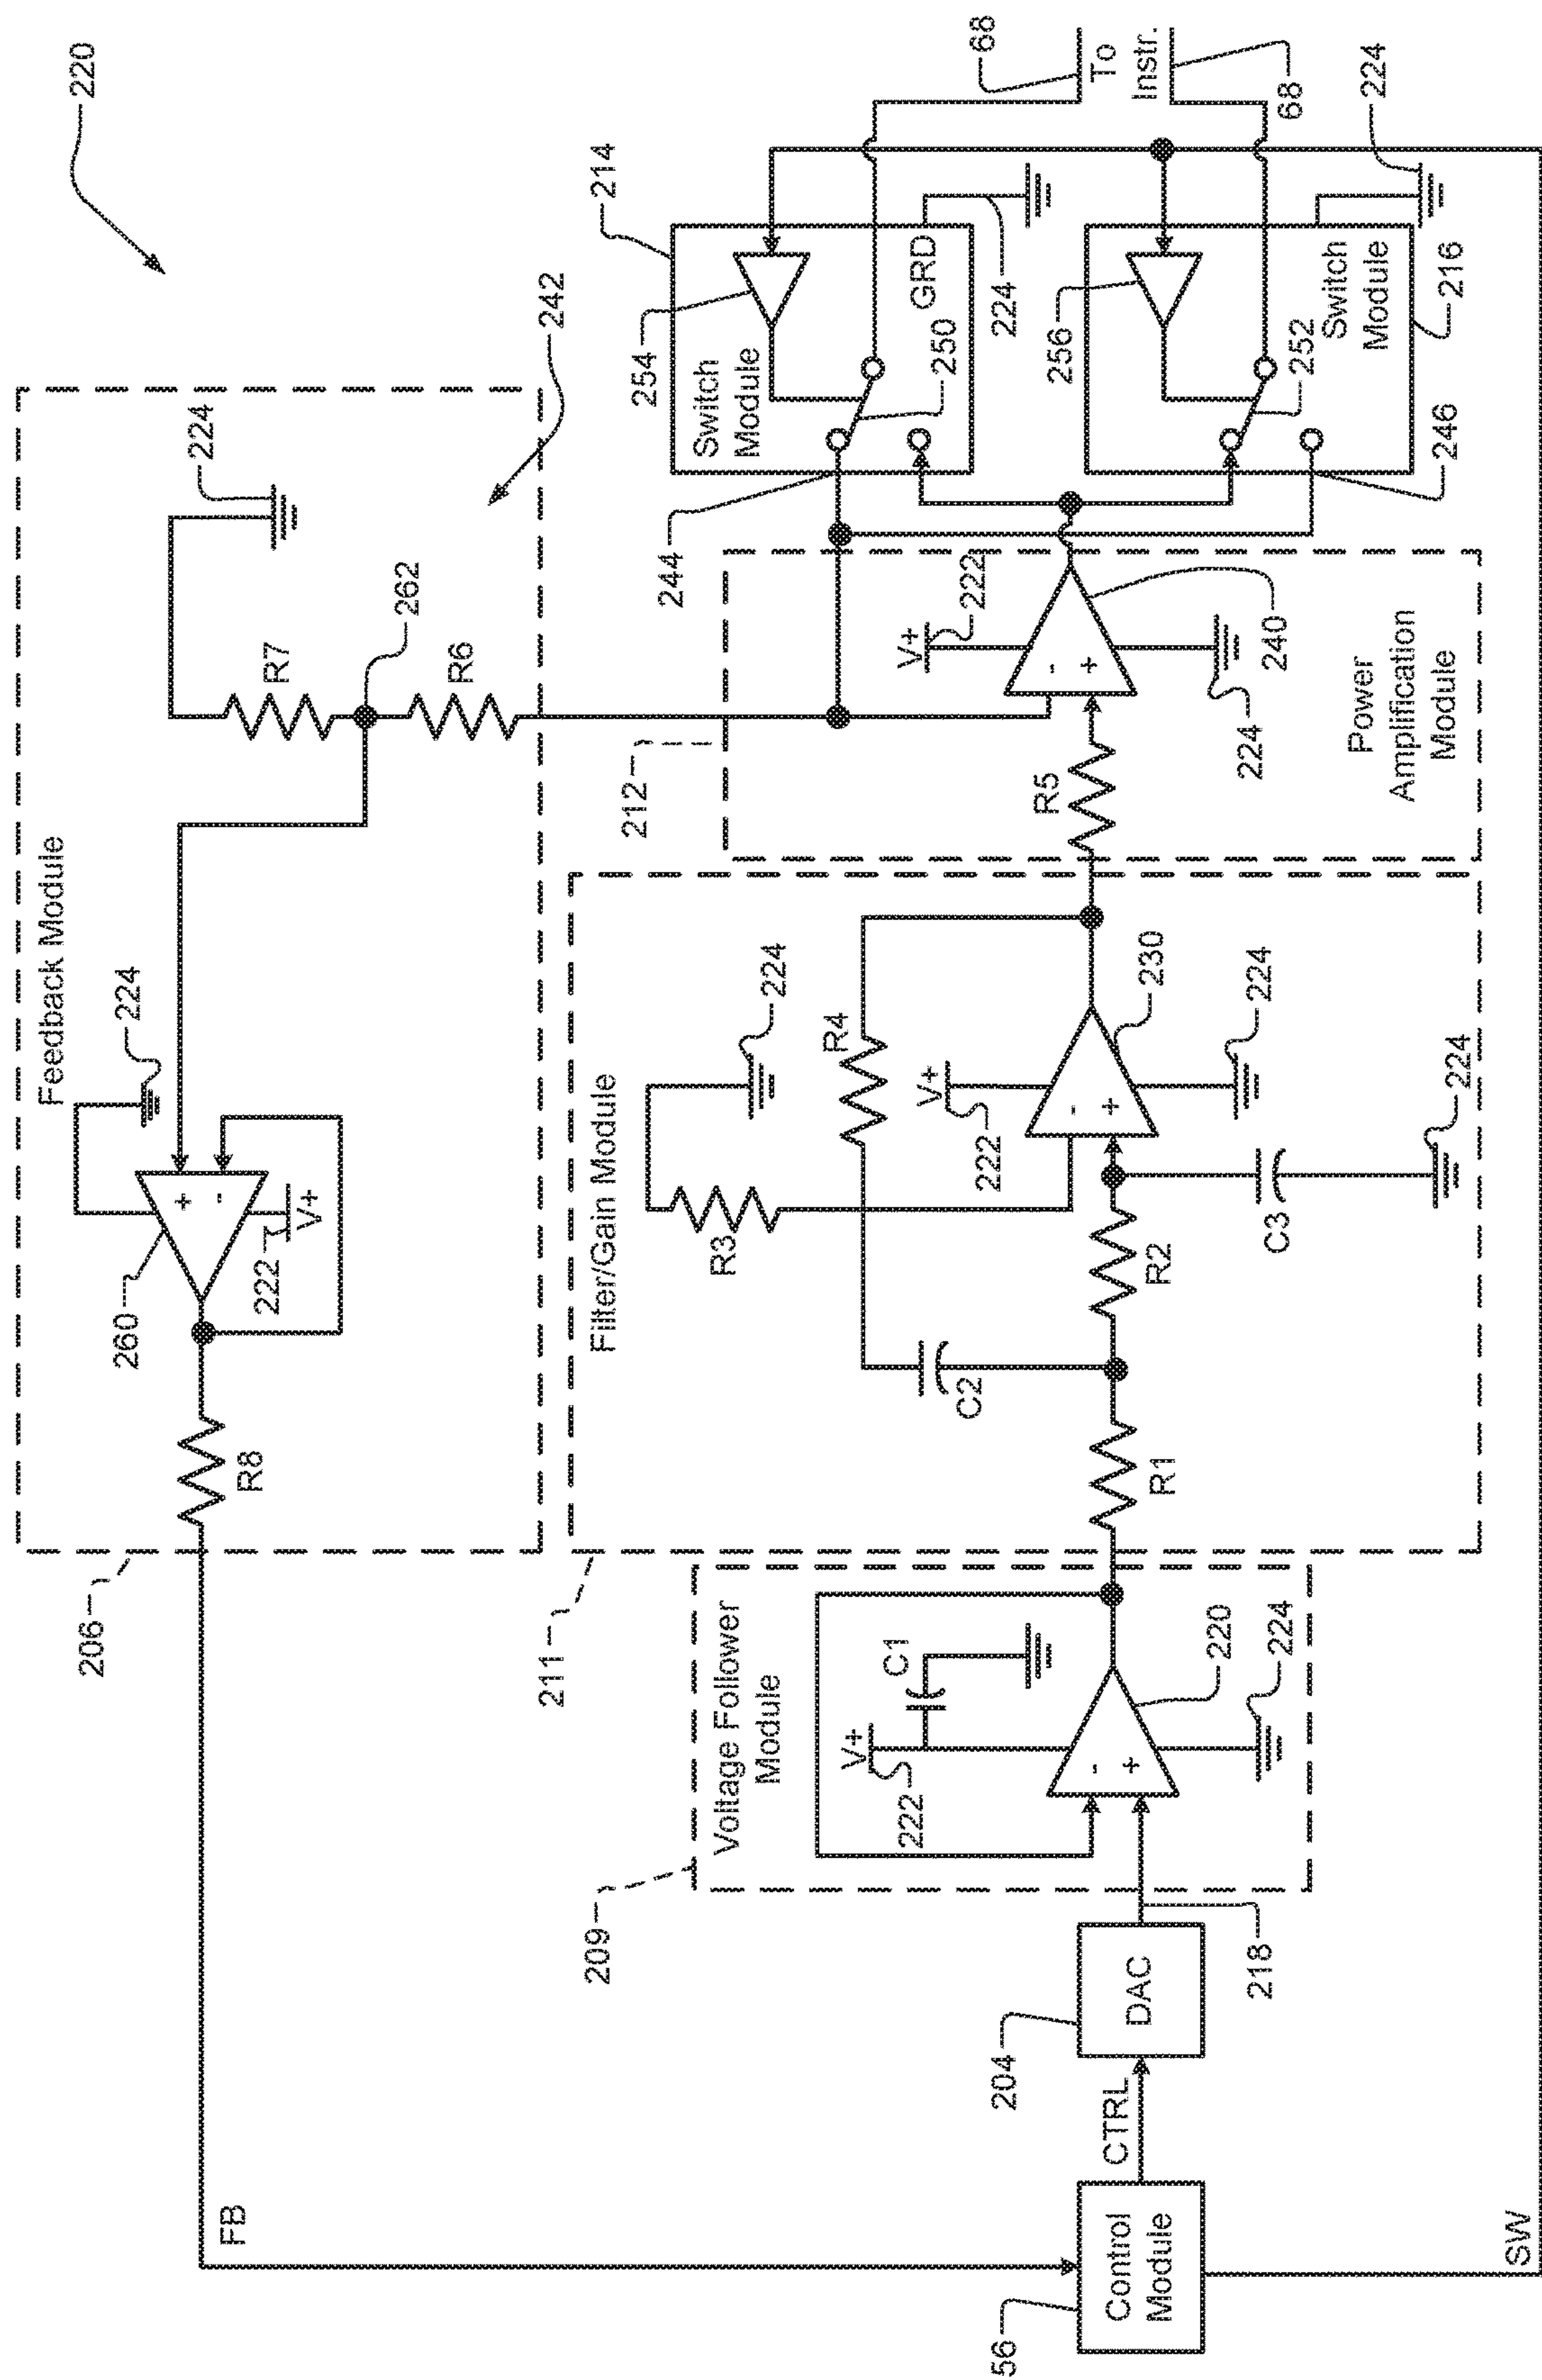 220
Feedback Module
206
FB
R8
260
222
V+
+
-
224
R7
262
R6
224
242
Filter/Gain Module
211
R1
C2
R2
R3
R4
224
V+
222
-
+
230
224
C3
224
Voltage Follower
Module
209
V+
222
C1
-
+
220
224
218
DAC
204
CTRL
Control
Module
56
SW
212
R5
V+
222
-
+
240
224
Power
Amplification
Module
244
Switch
Module
254
250
GRD
224
214
246
256
252
Switch
Module
216
224
68
To
Instr.
68